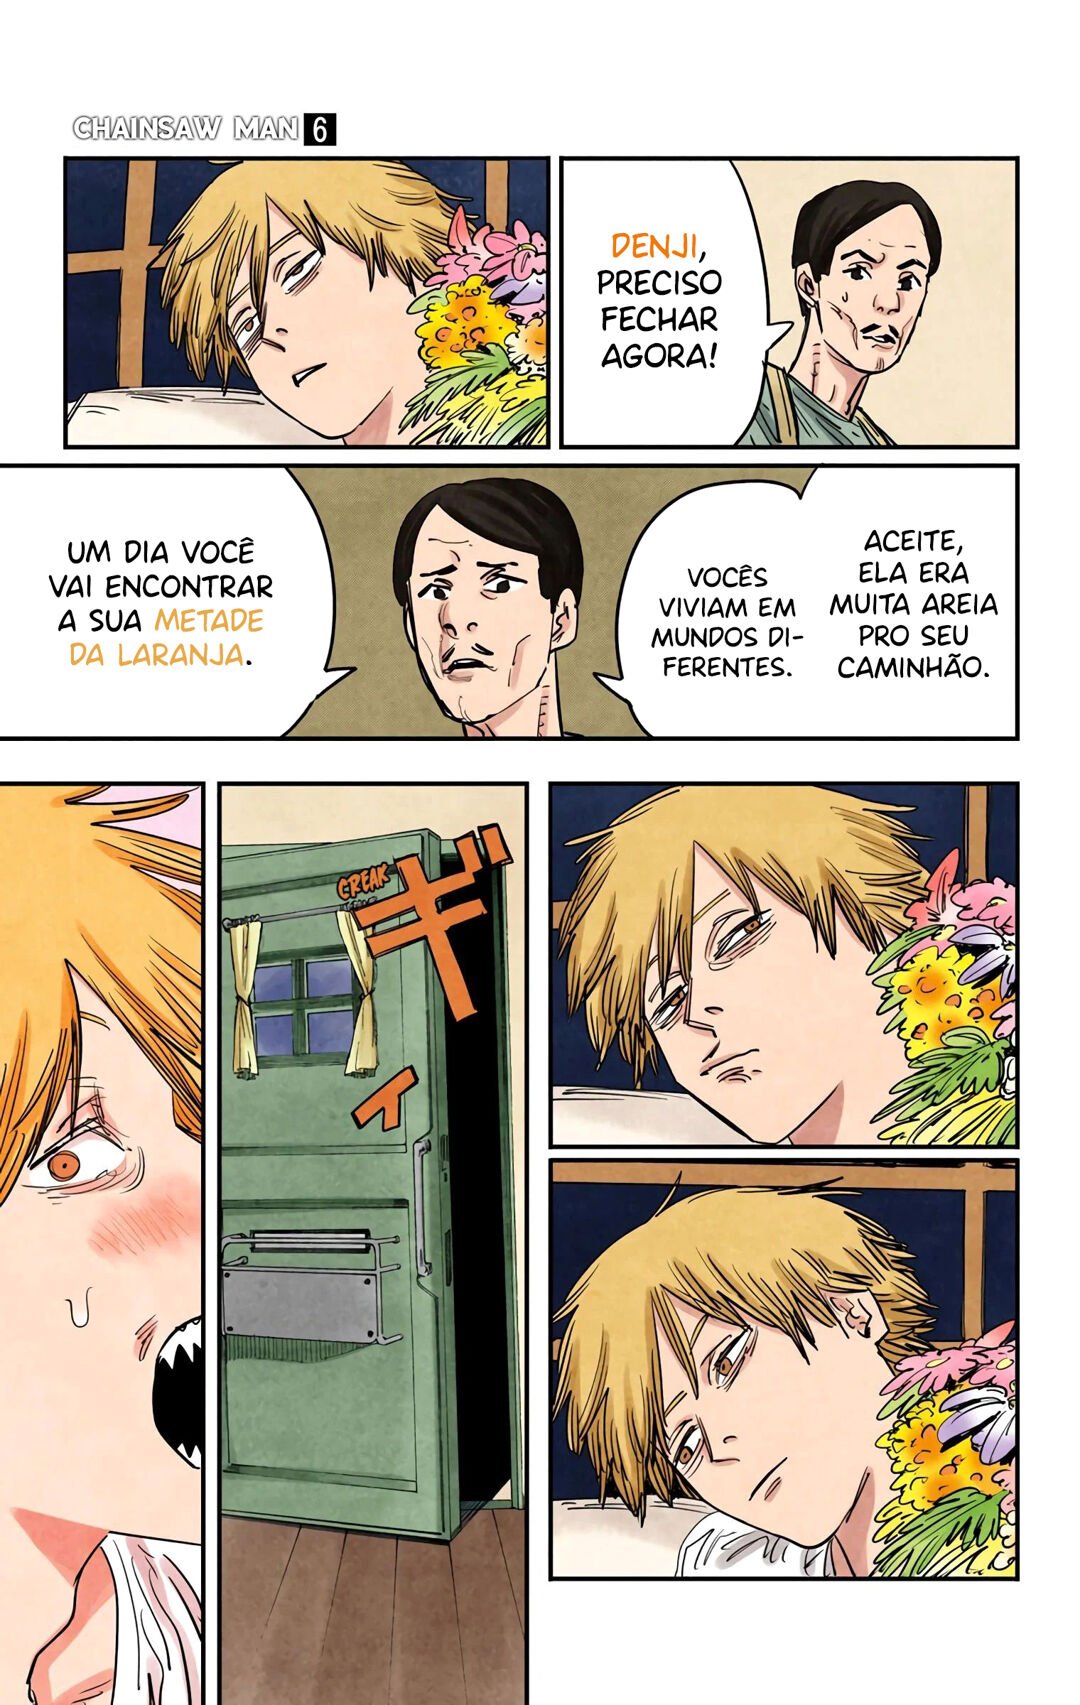 CHAINSAW MAN 6
DENJI,
PRECISO
FECHAR
AGORA!
ACEITE,
ELA ERA
MUITA AREIA
PRO SEU
CAMINHÃO.
VOCÊS
VIVIAM EM
MUNDOS DI-
FERENTES.
UM DIA VOCÊ
VAI ENCONTRAR
A SUA METADE
DA LARANJA.
CREAK
ギィ